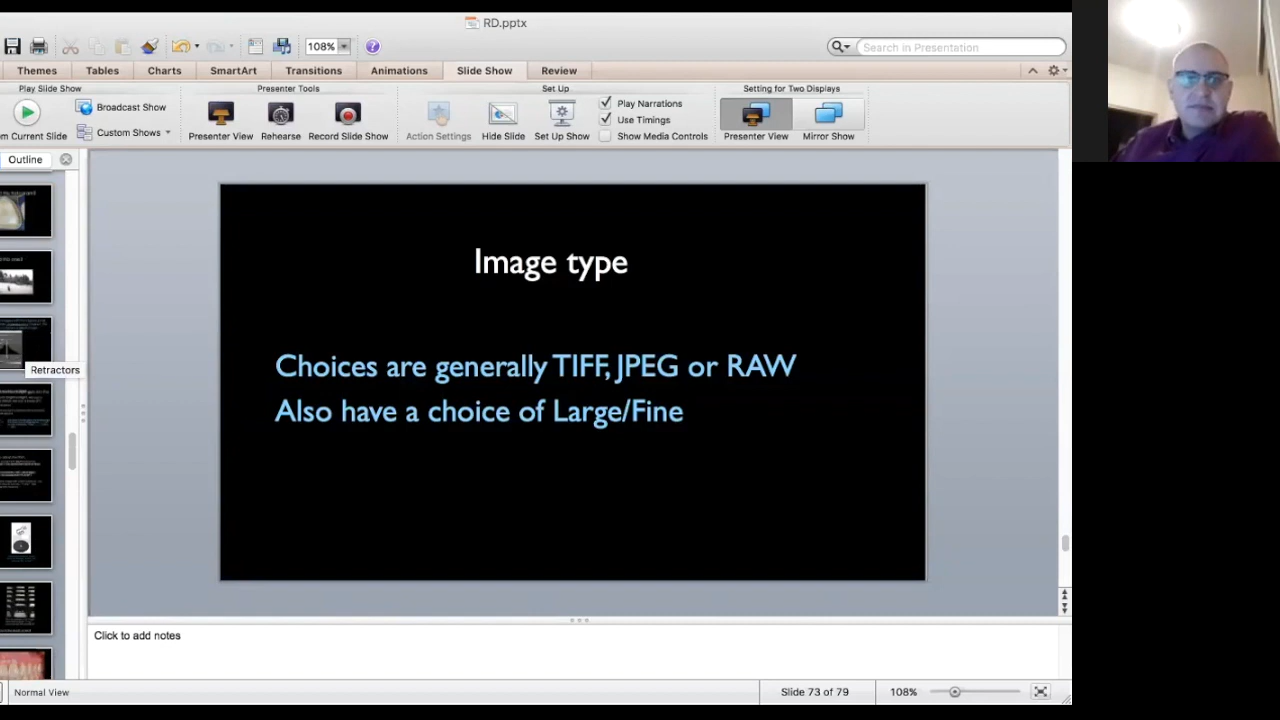 RD.pptx
108%
Search in Presentation
Themes
Tables
Charts
SmartArt
Transitions
Animations
Slide Show
Review
Play Slide Show
Presenter Tools
Set Up
Setting for Two Displays
m Current Slide
Broadcast Show
Custom Shows
Presenter View
Rehearse
Record Slide Show
Action Settings
Hide Slide
Set Up Show
Play Narrations
Use Timings
Show Media Controls
Presenter View
Mirror Show
Outline
Retractors
Image type
Choices are generally TIFF, JPEG or RAW
Also have a choice of Large/Fine
Click to add notes
Normal View
Slide 73 of 79
108%